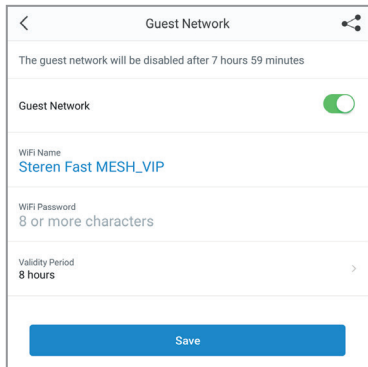 Guest Network
The guest network will be disabled after 7 hours 59 minutes
Guest Network
WiFi Name
Steren Fast MESH_VIP
WiFi Password
8 or more characters
Validity Period
8 hours
Save